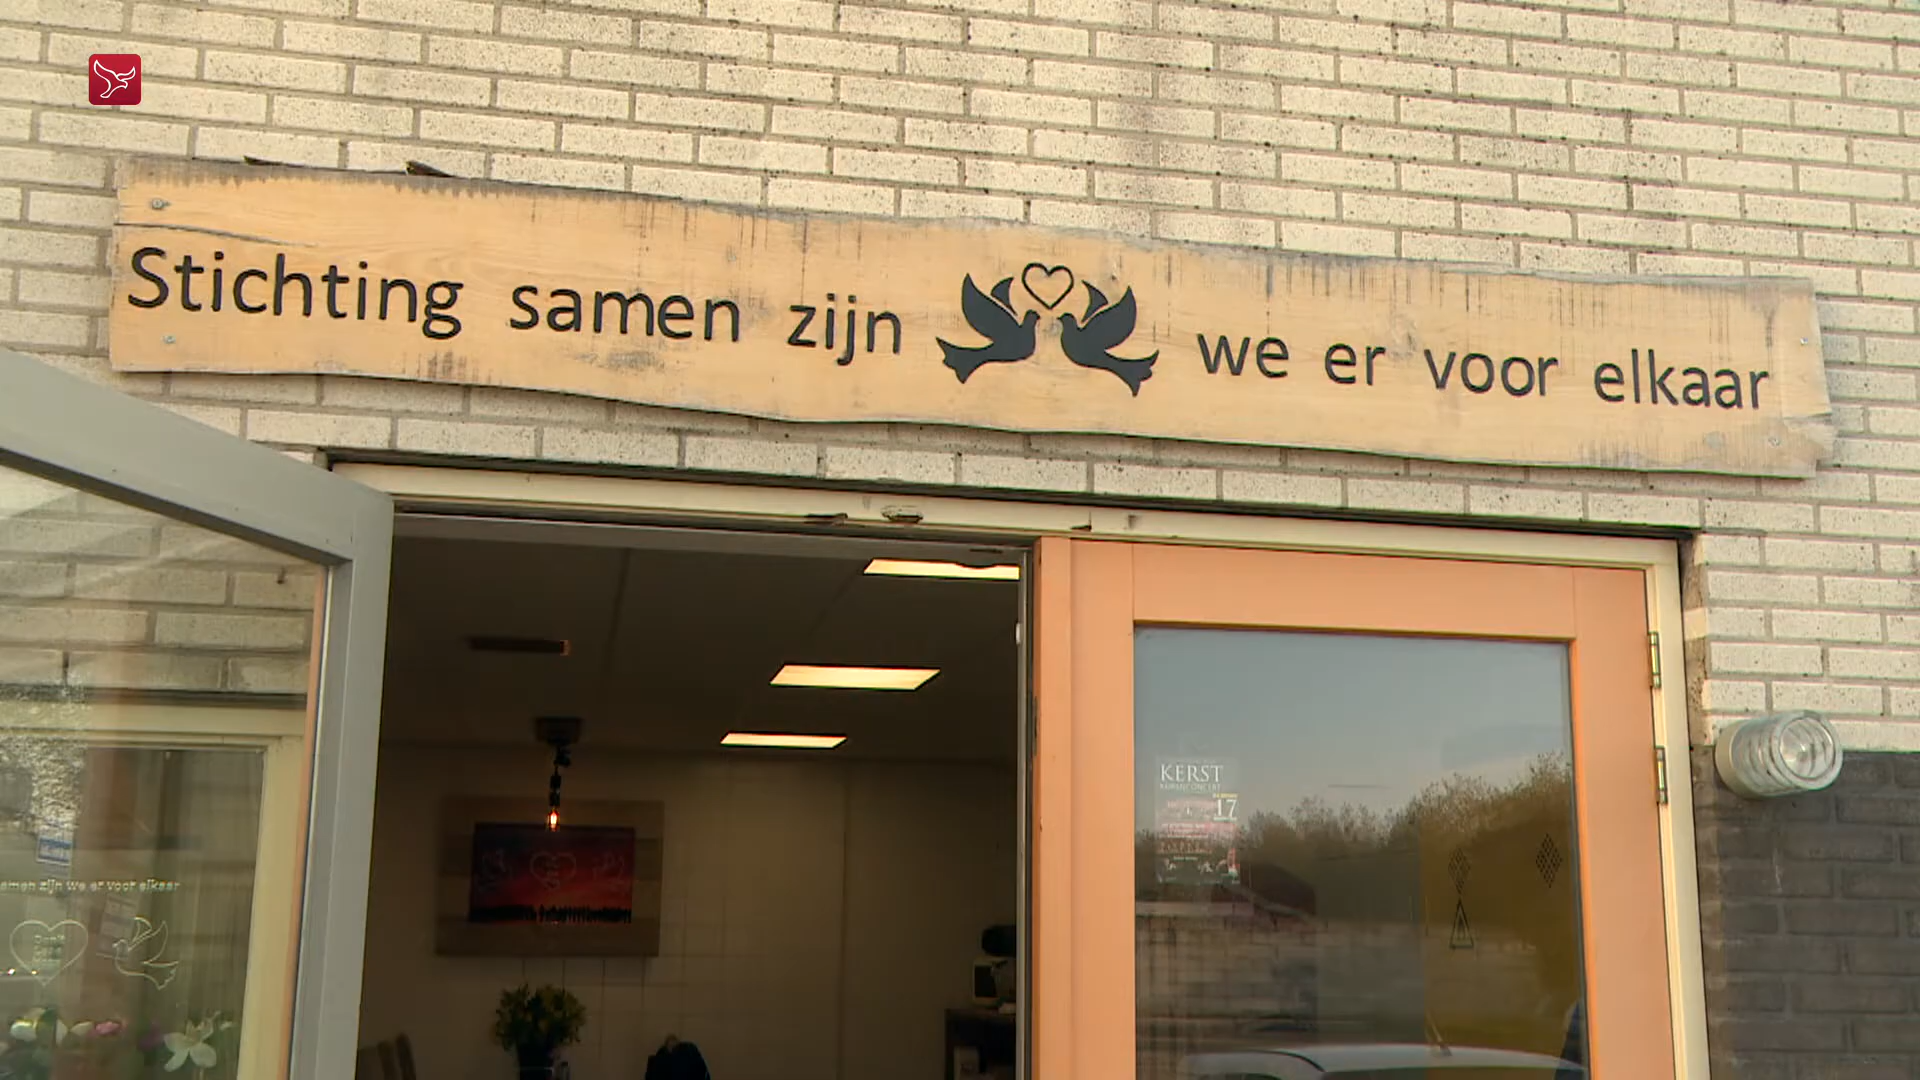 Stichting samen zijn we er voor elkaar
KERST
17
samen zijn we er voor elkaar